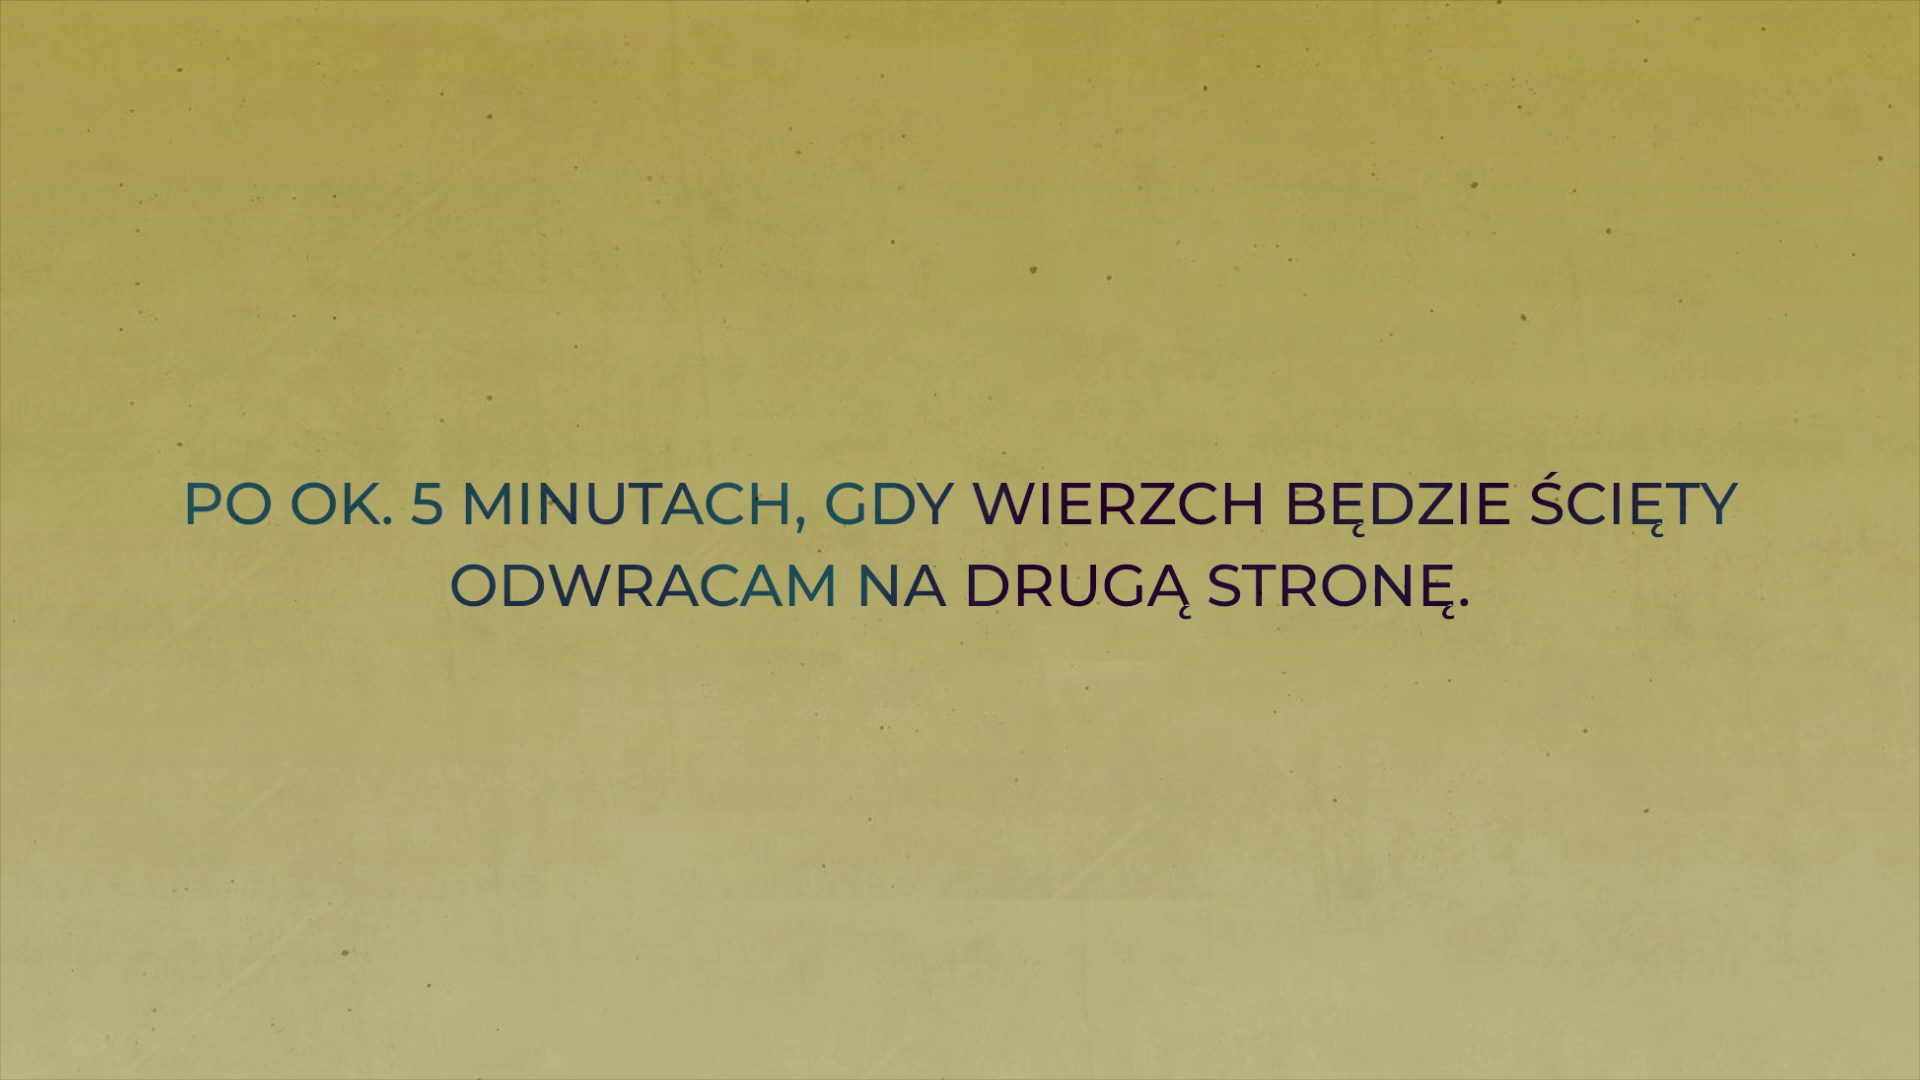 PO OK. 5 MINUTACH, GDY WIERZCH BĘDZIE ŚCIĘTY
ODWRACAM NA DRUGĄ STRONĘ.